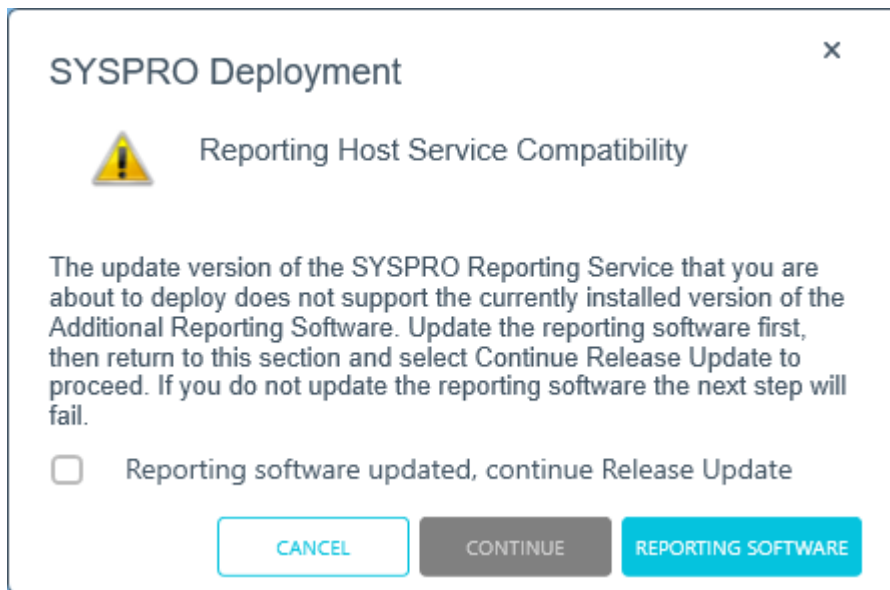 SYSPRO Deployment
Reporting Host Service Compatibility
The update version of the SYSPRO Reporting Service that you are
about to deploy does not support the currently installed version of the
Additional Reporting Software. Update the reporting software first,
then return to this section and select Continue Release Update to
proceed. If you do not update the reporting software the next step will
fail.
Reporting software updated, continue Release Update
CANCEL
CONTINUE
REPORTING SOFTWARE